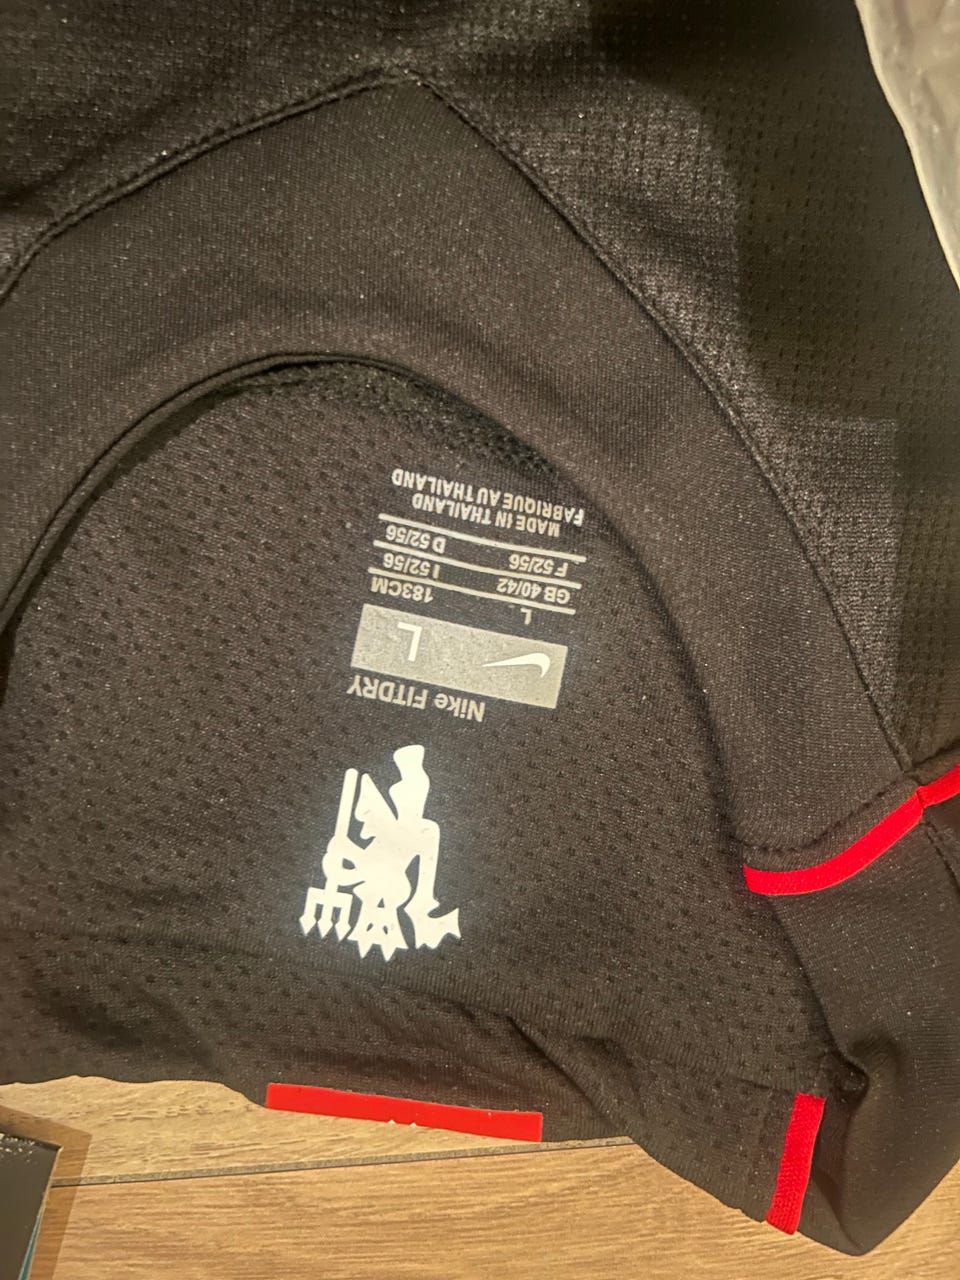 Nike FITDRY
L
L 183CM
GB 40/42 I 52/56
F 52/56 D 52/56
MADE IN THAILAND
FABRIQUE AU THAILAND